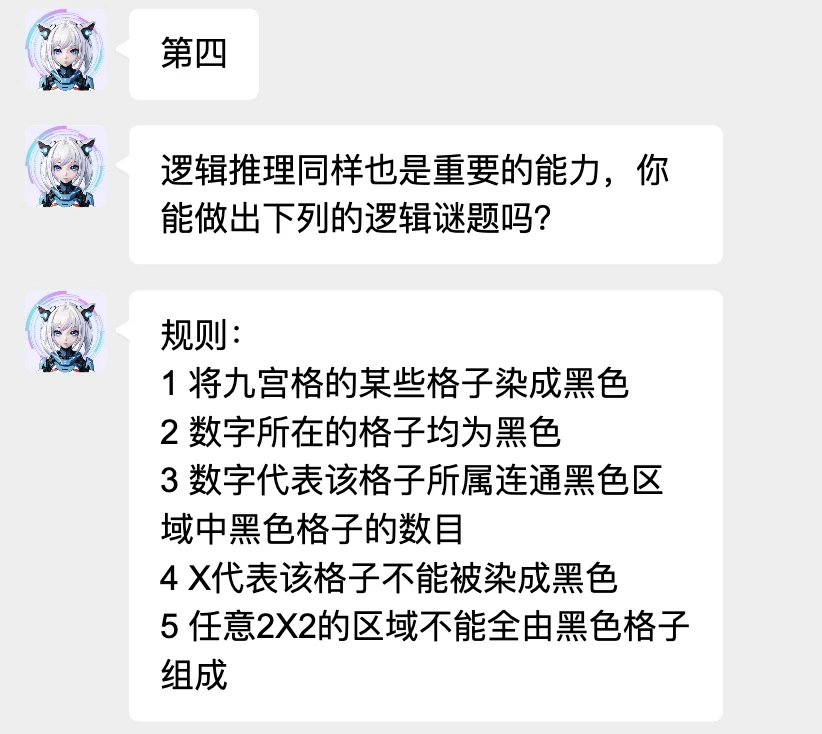 第四
逻辑推理同样也是重要的能力，你
能做出下列的逻辑谜题吗？
规则：
1 将九宫格的某些格子染成黑色
2 数字所在的格子均为黑色
3 数字代表该格子所属连通黑色区
域中黑色格子的数目
4 X代表该格子不能被染成黑色
5 任意2X2的区域不能全由黑色格子
组成